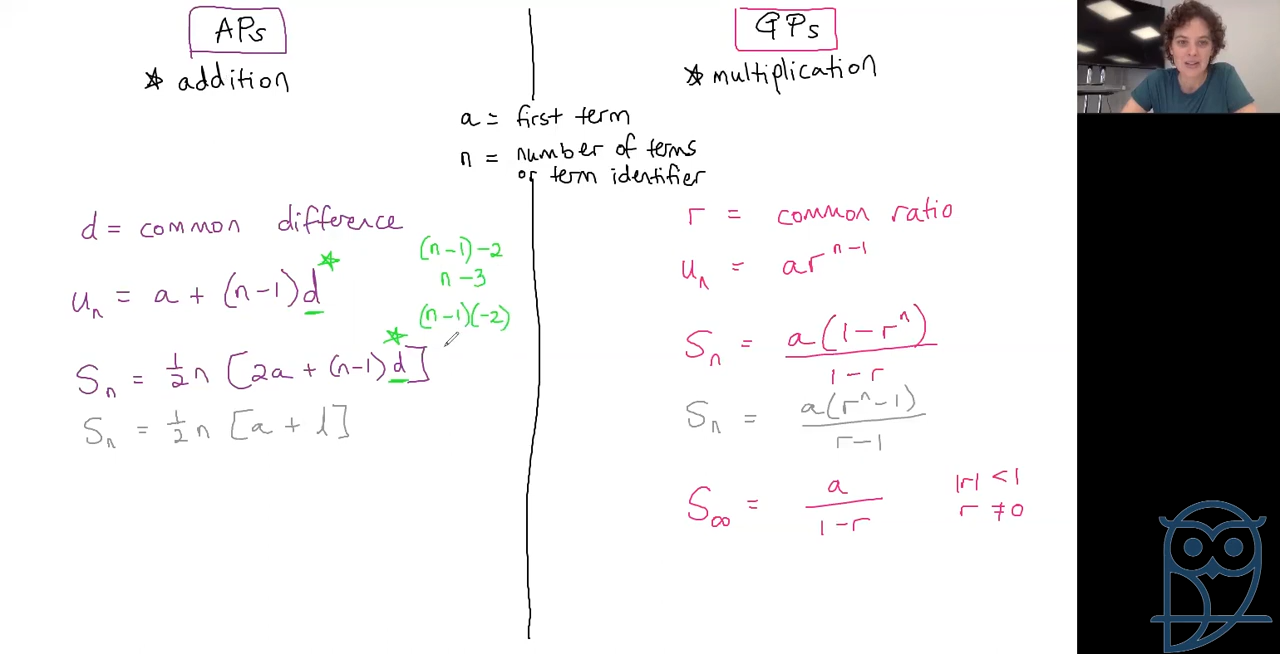 APs
* addition
GPs
* multiplication
a = first term
n = number of terms
or term identifier
d = common difference
uₙ = a + (n-1)d *
(n-1)-2
n-3
(n-1)(-2)
Sₙ = ½n [2a + (n-1)d] *
Sₙ = ½n [a + l]
r = common ratio
uₙ = arⁿ⁻¹
Sₙ = a(1-rⁿ) / 1-r
Sₙ = a(rⁿ-1) / r-1
S∞ = a / 1-r
|r| < 1
r ≠ 0